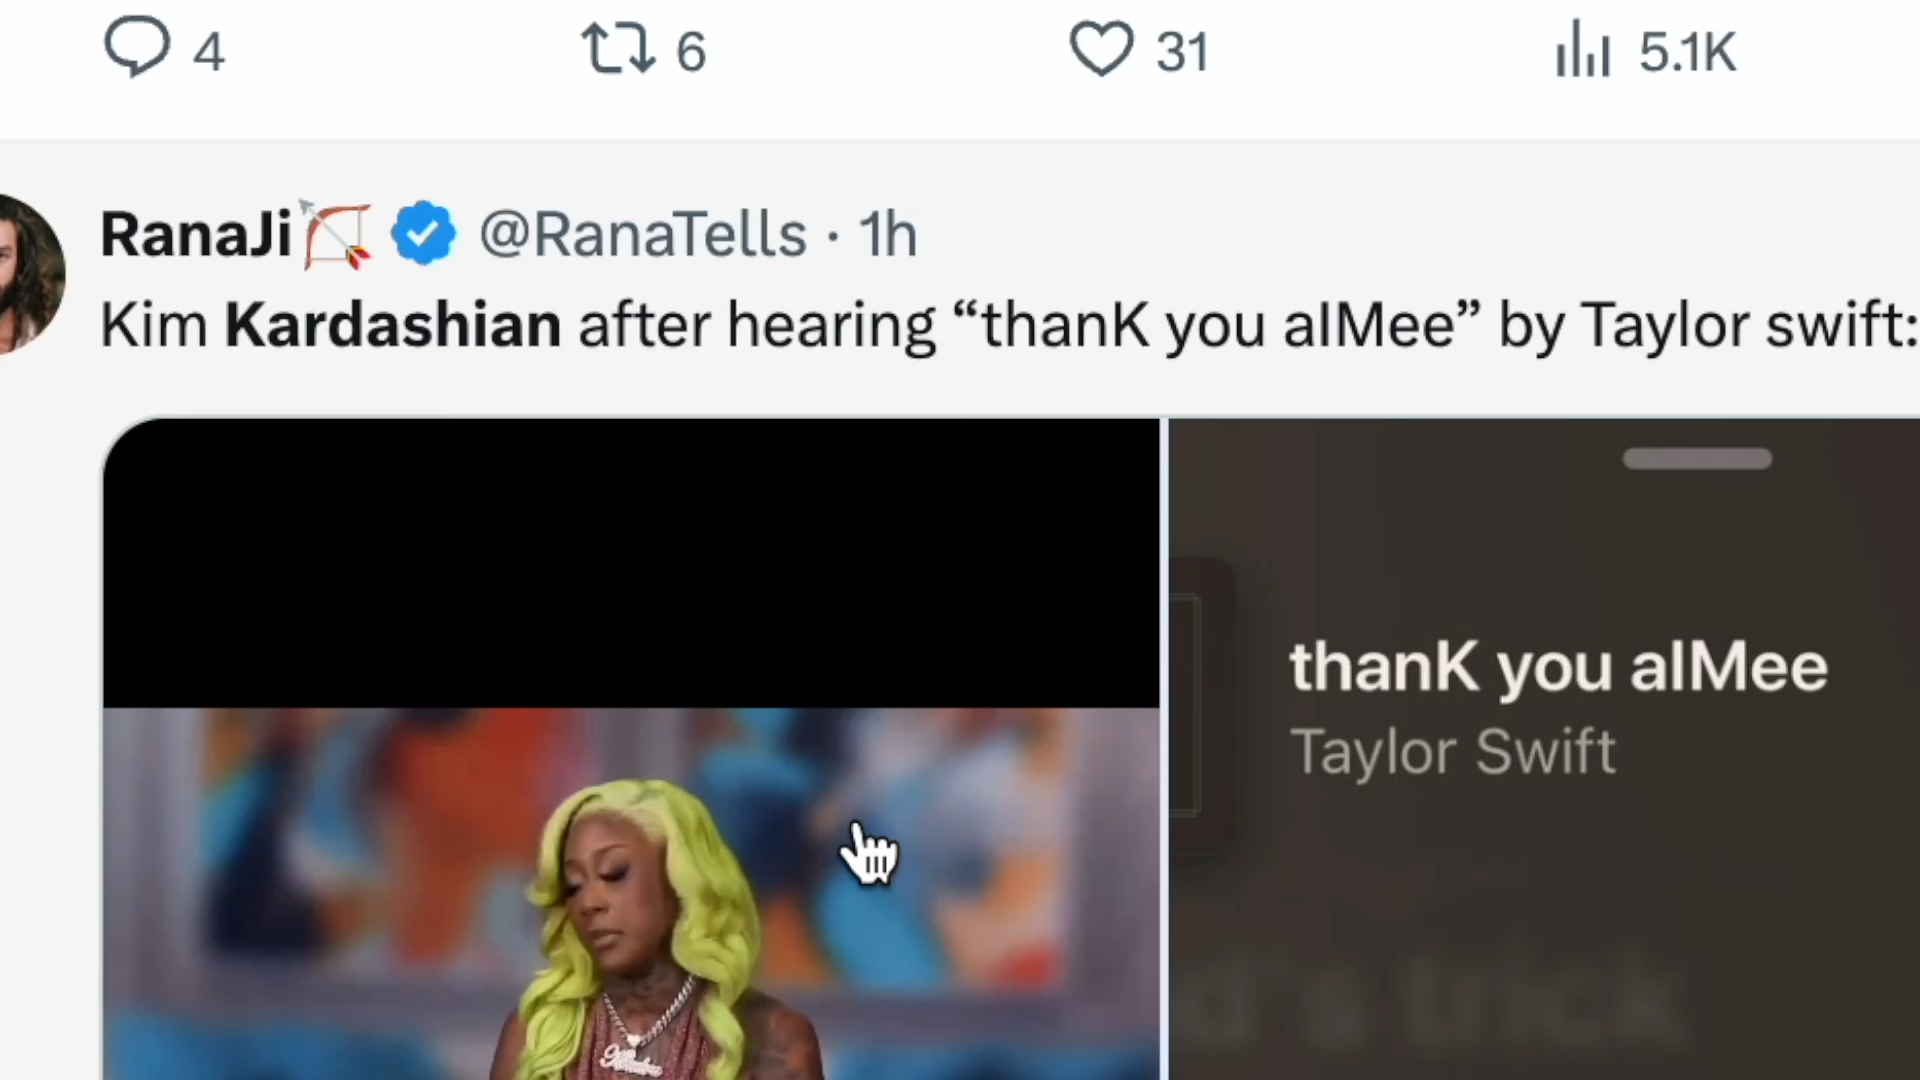 4 6 31 5.1K
RanaJi @RanaTells · 1h
Kim Kardashian after hearing “thanK you aIMee” by Taylor swift:
thanK you aIMee
Taylor Swift
d's trick